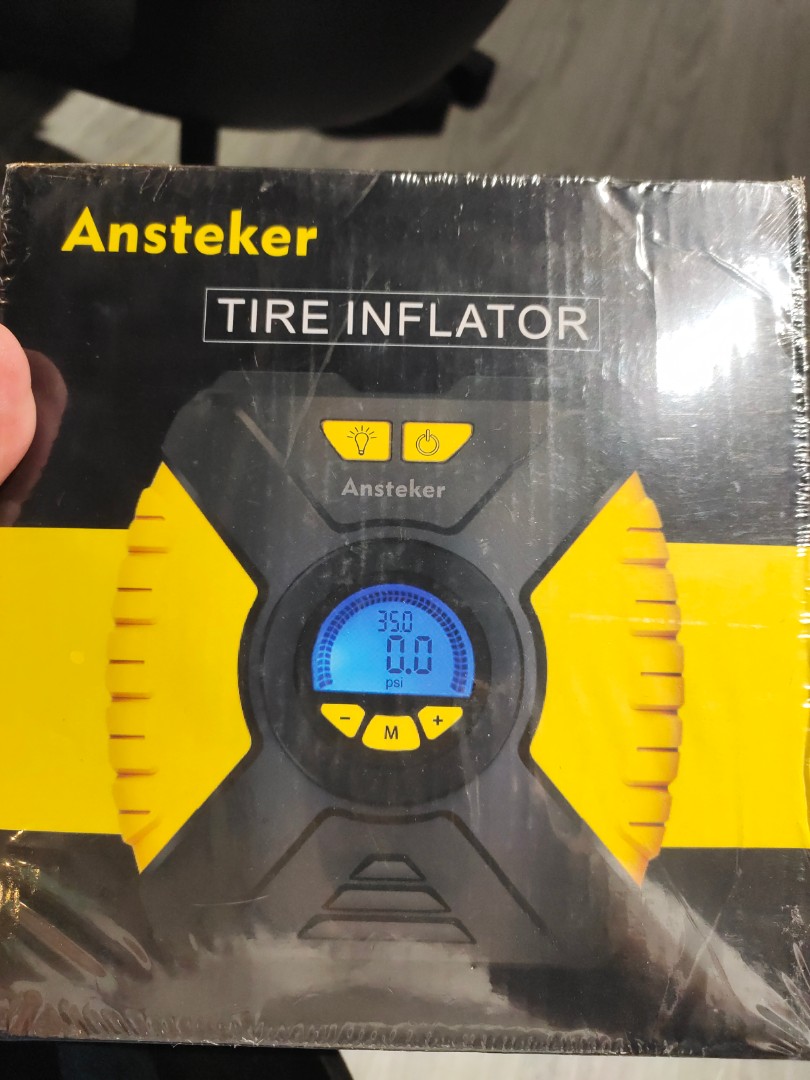 Ansteker
TIRE INFLATOR
Ansteker
35.0
0.0
psi
- M +